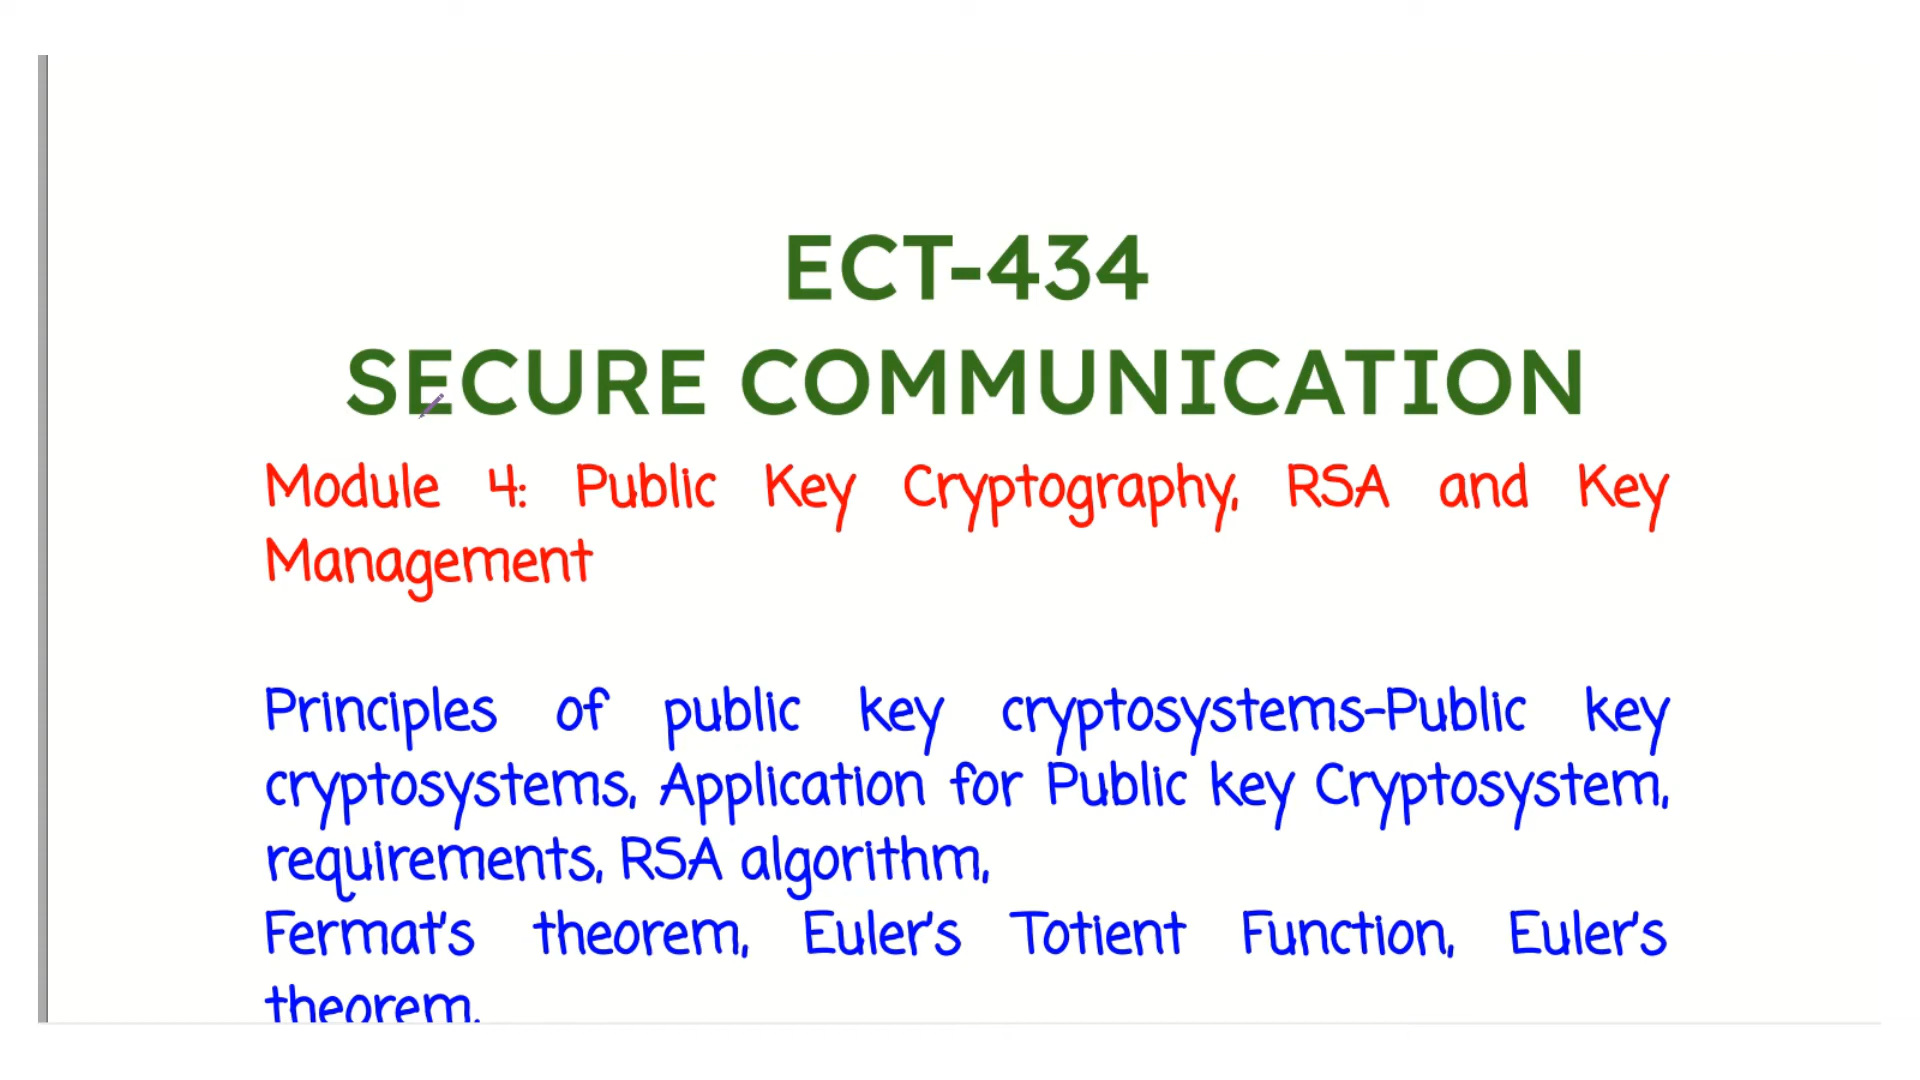 ECT-434
SECURE COMMUNICATION
Module 4: Public Key Cryptography, RSA and Key
Management
Principles of public key cryptosystems-Public key
cryptosystems, Application for Public key Cryptosystem,
requirements, RSA algorithm,
Fermat's theorem, Euler's Totient Function, Euler's
theorem.